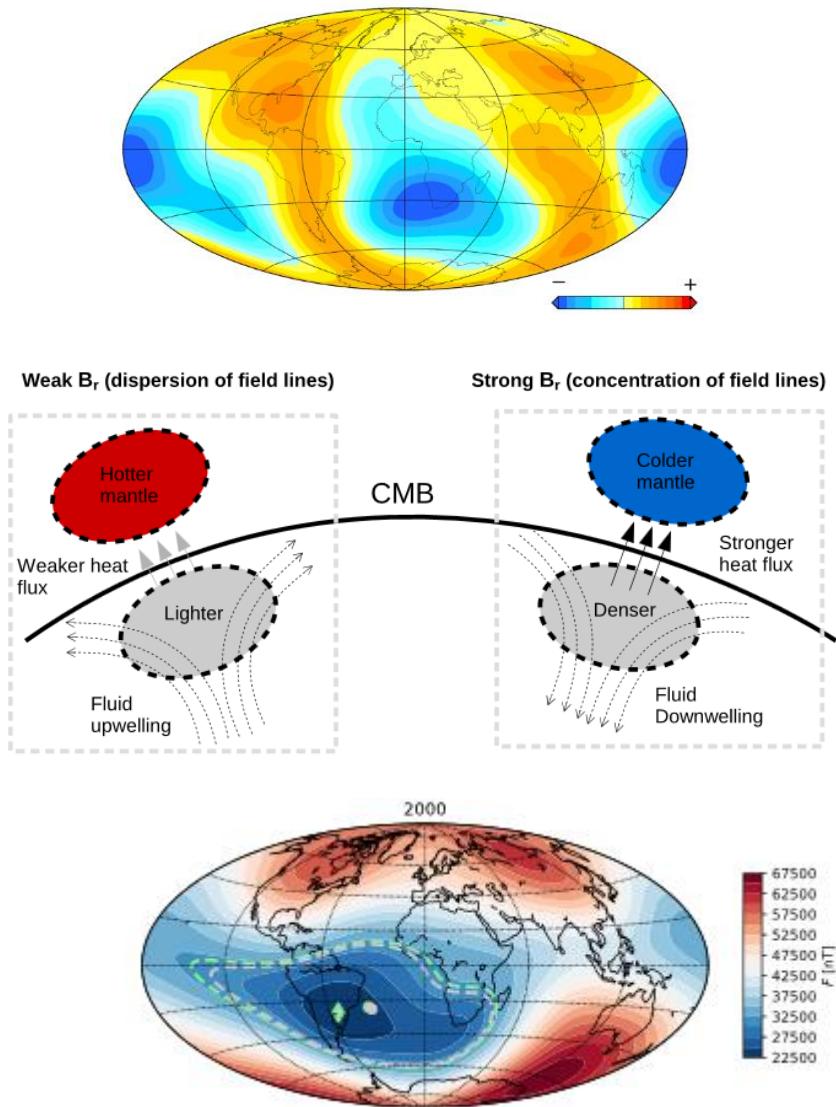 − +
Weak Br (dispersion of field lines)
Strong Br (concentration of field lines)
Hotter
mantle
Colder
mantle
CMB
Weaker heat
flux
Stronger
heat flux
Lighter
Denser
Fluid
upwelling
Fluid
Downwelling
2000
67500
62500
57500
52500
47500
42500
37500
32500
27500
22500
F [nT]